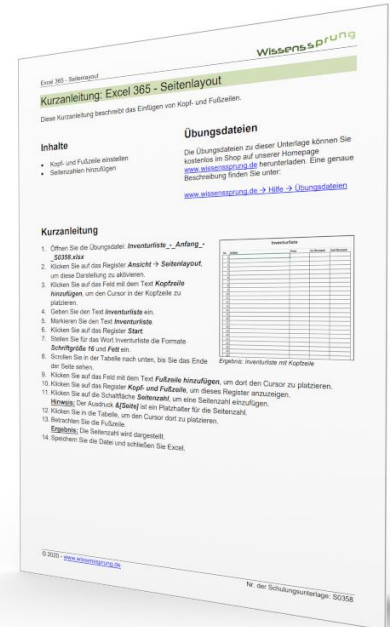 Wissenssprung
Excel 365 - Seitenlayout
Kurzanleitung: Excel 365 - Seitenlayout
Diese Kurzanleitung beschreibt das Einfügen von Kopf- und Fußzeilen.
Inhalte
• Kopf- und Fußzeile einstellen
• Seitenzahlen hinzufügen
Übungsdateien
Die Übungsdateien zu dieser Unterlage können Sie
kostenlos im Shop auf unserer Homepage
www.wissenssprung.de herunterladen. Eine genaue
Beschreibung finden Sie unter:
www.wissenssprung.de → Hilfe → Übungsdateien
Kurzanleitung
1. Öffnen Sie die Übungsdatei: Inventurliste_-_Anfang_-
_S0358.xlsx
2. Klicken Sie auf das Register Ansicht → Seitenlayout,
um diese Darstellung zu aktivieren.
3. Klicken Sie auf das Feld mit dem Text Kopfzeile
hinzufügen, um den Cursor in der Kopfzeile zu
platzieren.
4. Geben Sie den Text Inventurliste ein.
5. Markieren Sie den Text Inventurliste.
6. Klicken Sie auf das Register Start.
7. Stellen Sie für das Wort Inventurliste die Formate
Schriftgröße 16 und Fett ein.
8. Scrollen Sie in der Tabelle nach unten, bis Sie das Ende
der Seite sehen.
9. Klicken Sie auf das Feld mit dem Text Fußzeile hinzufügen, um dort den Cursor zu platzieren.
10. Klicken Sie auf das Register Kopf- und Fußzeile, um dieses Register anzuzeigen.
11. Klicken Sie auf die Schaltfläche Seitenzahl, um eine Seitenzahl einzufügen.
Hinweis: Der Ausdruck &[Seite] ist ein Platzhalter für die Seitenzahl.
12. Klicken Sie in die Tabelle, um den Cursor dort zu platzieren.
13. Betrachten Sie die Fußzeile.
Ergebnis: Die Seitenzahl wird dargestellt.
14. Speichern Sie die Datei und schließen Sie Excel.
Inventurliste
Ergebnis: Inventurliste mit Kopfzeile
© 2020 - www.wissenssprung.de
Nr. der Schulungsunterlage: S0358